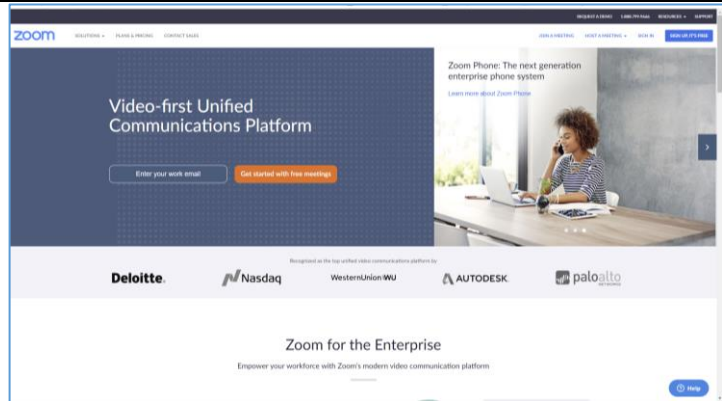 REQUEST A DEMO 1.888.799.9666 RESOURCES SUPPORT
zoom SOLUTIONS PLANS & PRICING CONTACT SALES JOIN A MEETING HOST A MEETING SIGN IN SIGN UP, IT'S FREE
Video-first Unified
Communications Platform
Enter your work email Get started with free meetings
Zoom Phone: The next generation
enterprise phone system
Learn more about Zoom Phone
Recognized as the top unified video communications platform by
Deloitte. Nasdaq WesternUnion WU AUTODESK. paloalto
NETWORKS
Zoom for the Enterprise
Empower your workforce with Zoom's modern video communication platform
Help